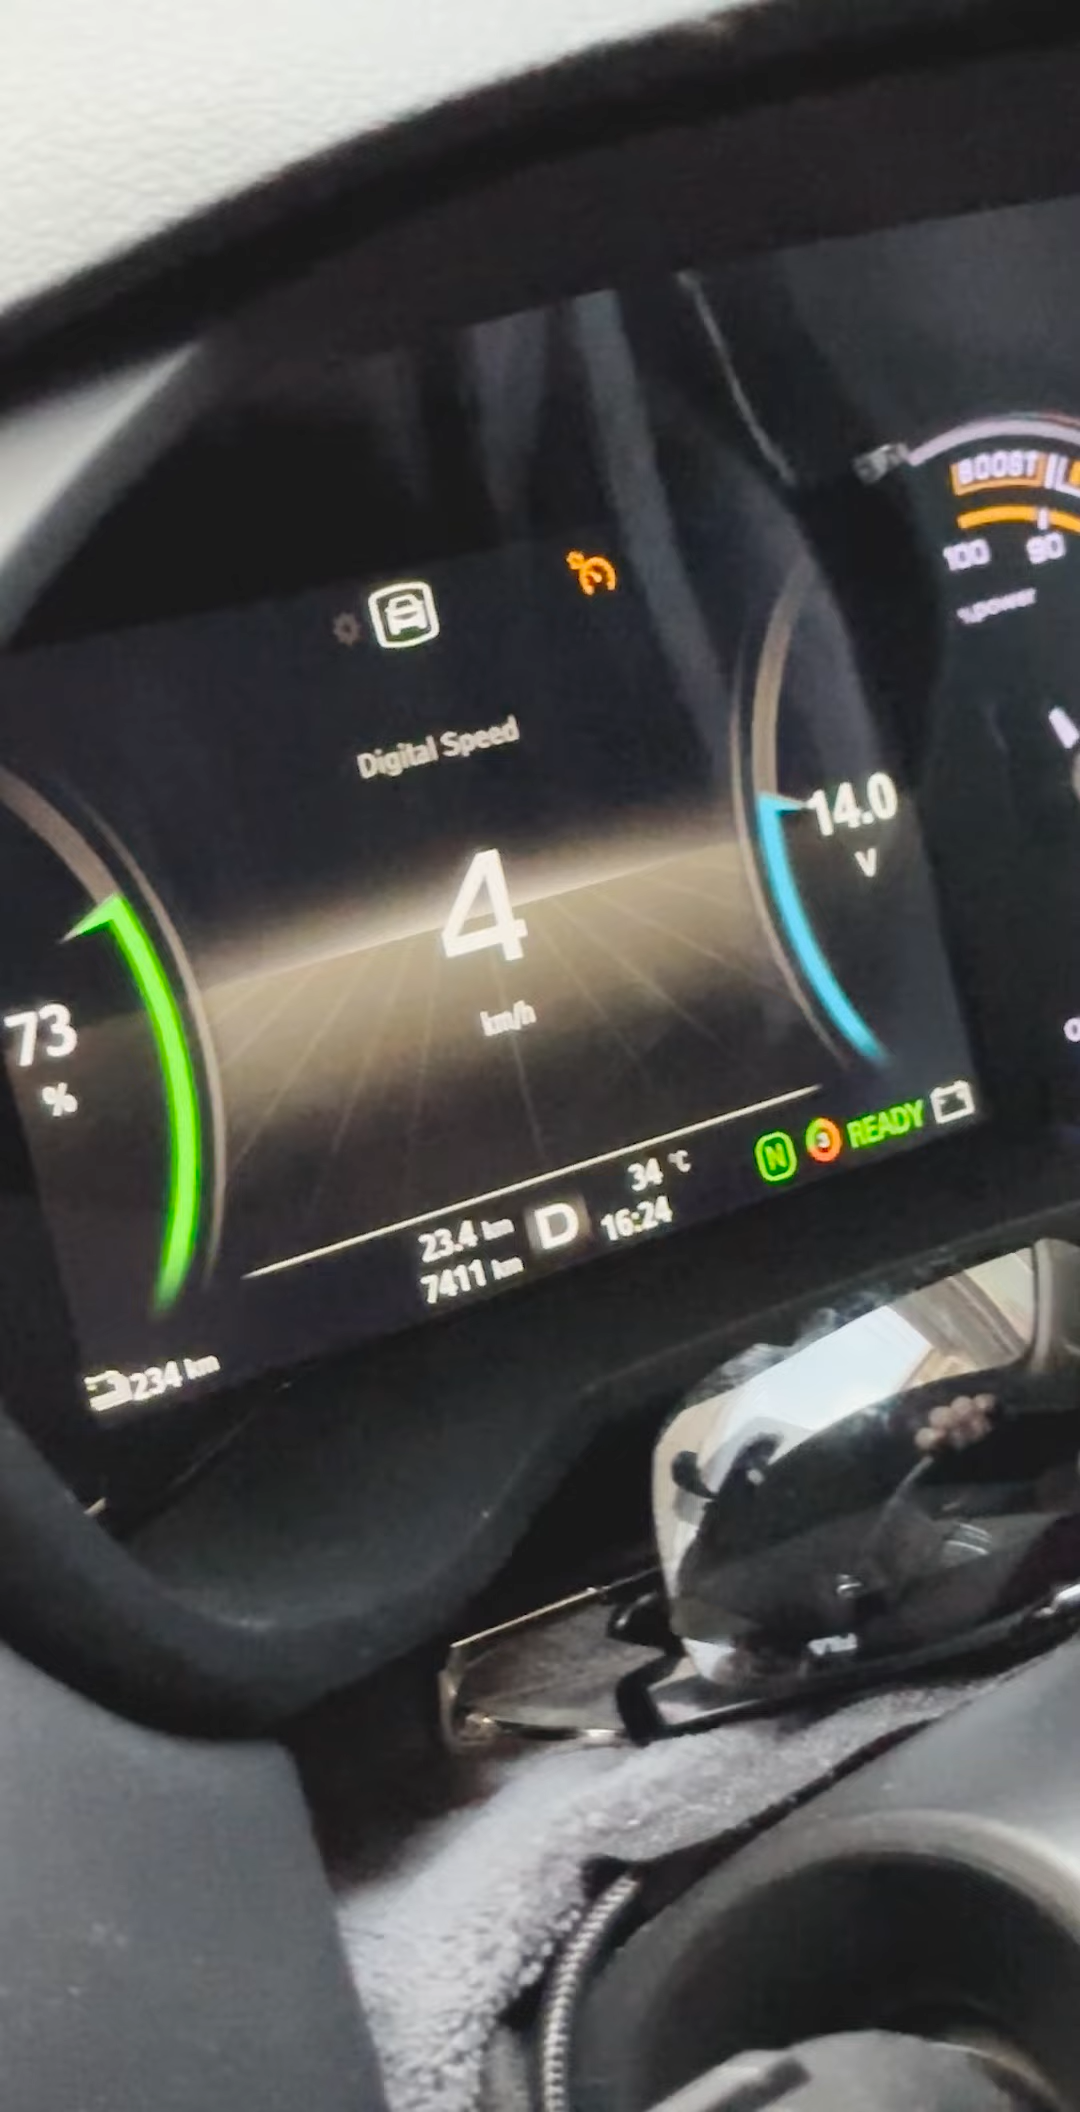 Digital Speed
4
km/h
73
%
14.0
V
BOOST
100 90
%power
34 °C
N 3 READY
23.4 km D 16:24
7411 km
234 km